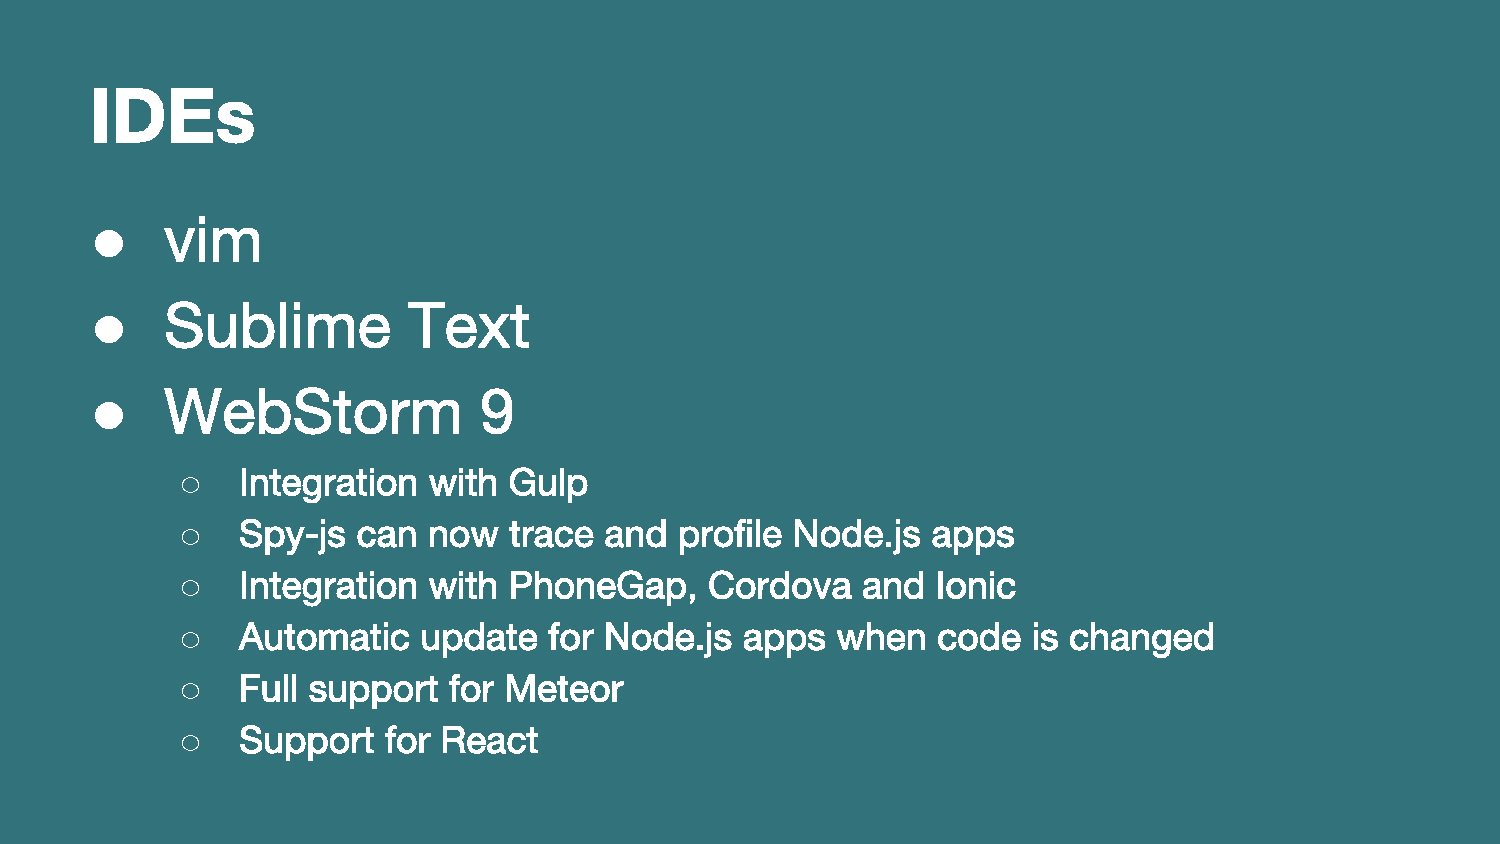 IDEs
● vim
● Sublime Text
● WebStorm 9
○ Integration with Gulp
○ Spy-js can now trace and profile Node.js apps
○ Integration with PhoneGap, Cordova and Ionic
○ Automatic update for Node.js apps when code is changed
○ Full support for Meteor
○ Support for React